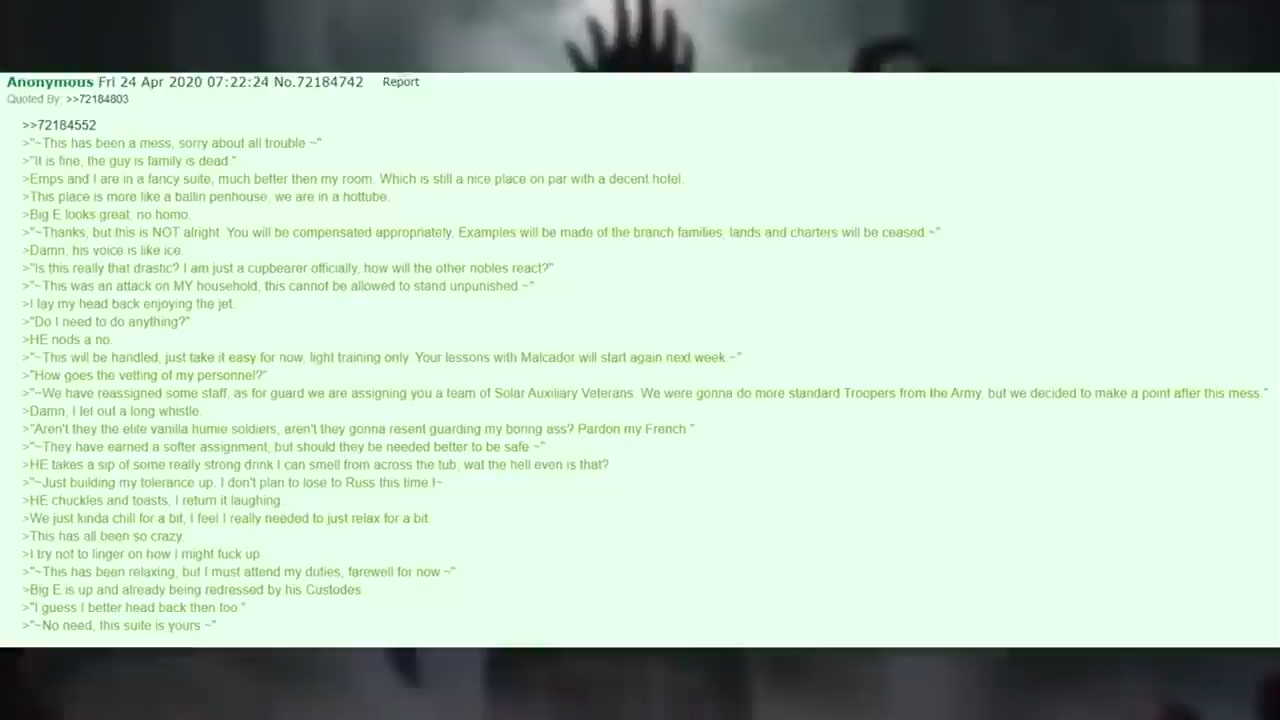 Anonymous Fri 24 Apr 2020 07:22:24 No.72184742 Report
Quoted By: >>72184803
>>72184552
>"~This has been a mess, sorry about all trouble ~"
>"It is fine, the guy is family is dead."
>Emps and I are in a fancy suite, much better then my room. Which is still a nice place on par with a decent hotel.
>This place is more like a ballin penhouse, we are in a hottube.
>Big E looks great, no homo.
>"~Thanks, but this is NOT alright. You will be compensated appropriately. Examples will be made of the branch families, lands and charters will be ceased.~"
>Damn, his voice is like ice.
>"Is this really that drastic? I am just a cupbearer officially, how will the other nobles react?"
>"~This was an attack on MY household, this cannot be allowed to stand unpunished ~"
>I lay my head back enjoying the jet.
>"Do I need to do anything?"
>HE nods a no.
>"~This will be handled, just take it easy for now, light training only. Your lessons with Malcador will start again next week.~"
>"How goes the vetting of my personnel?"
>"~We have reassigned some staff, as for guard we are assigning you a team of Solar Auxiliary Veterans. We were gonna do more standard Troopers from the Army, but we decided to make a point after this mess."
>Damn, I let out a long whistle.
>"Aren't they the elite vanilla humie soldiers, aren't they gonna resent guarding my boring ass? Pardon my French."
>"~They have earned a softer assignment, but should they be needed better to be safe ~"
>HE takes a sip of some really strong drink I can smell from across the tub, wat the hell even is that?
>"~Just building my tolerance up. I don't plan to lose to Russ this time!~
>HE chuckles and toasts, I return it laughing.
>We just kinda chill for a bit, I feel I really needed to just relax for a bit.
>This has all been so crazy.
>I try not to linger on how I might fuck up.
>"~This has been relaxing, but I must attend my duties, farewell for now ~"
>Big E is up and already being redressed by his Custodes.
>"I guess I better head back then too."
>"~No need, this suite is yours ~"